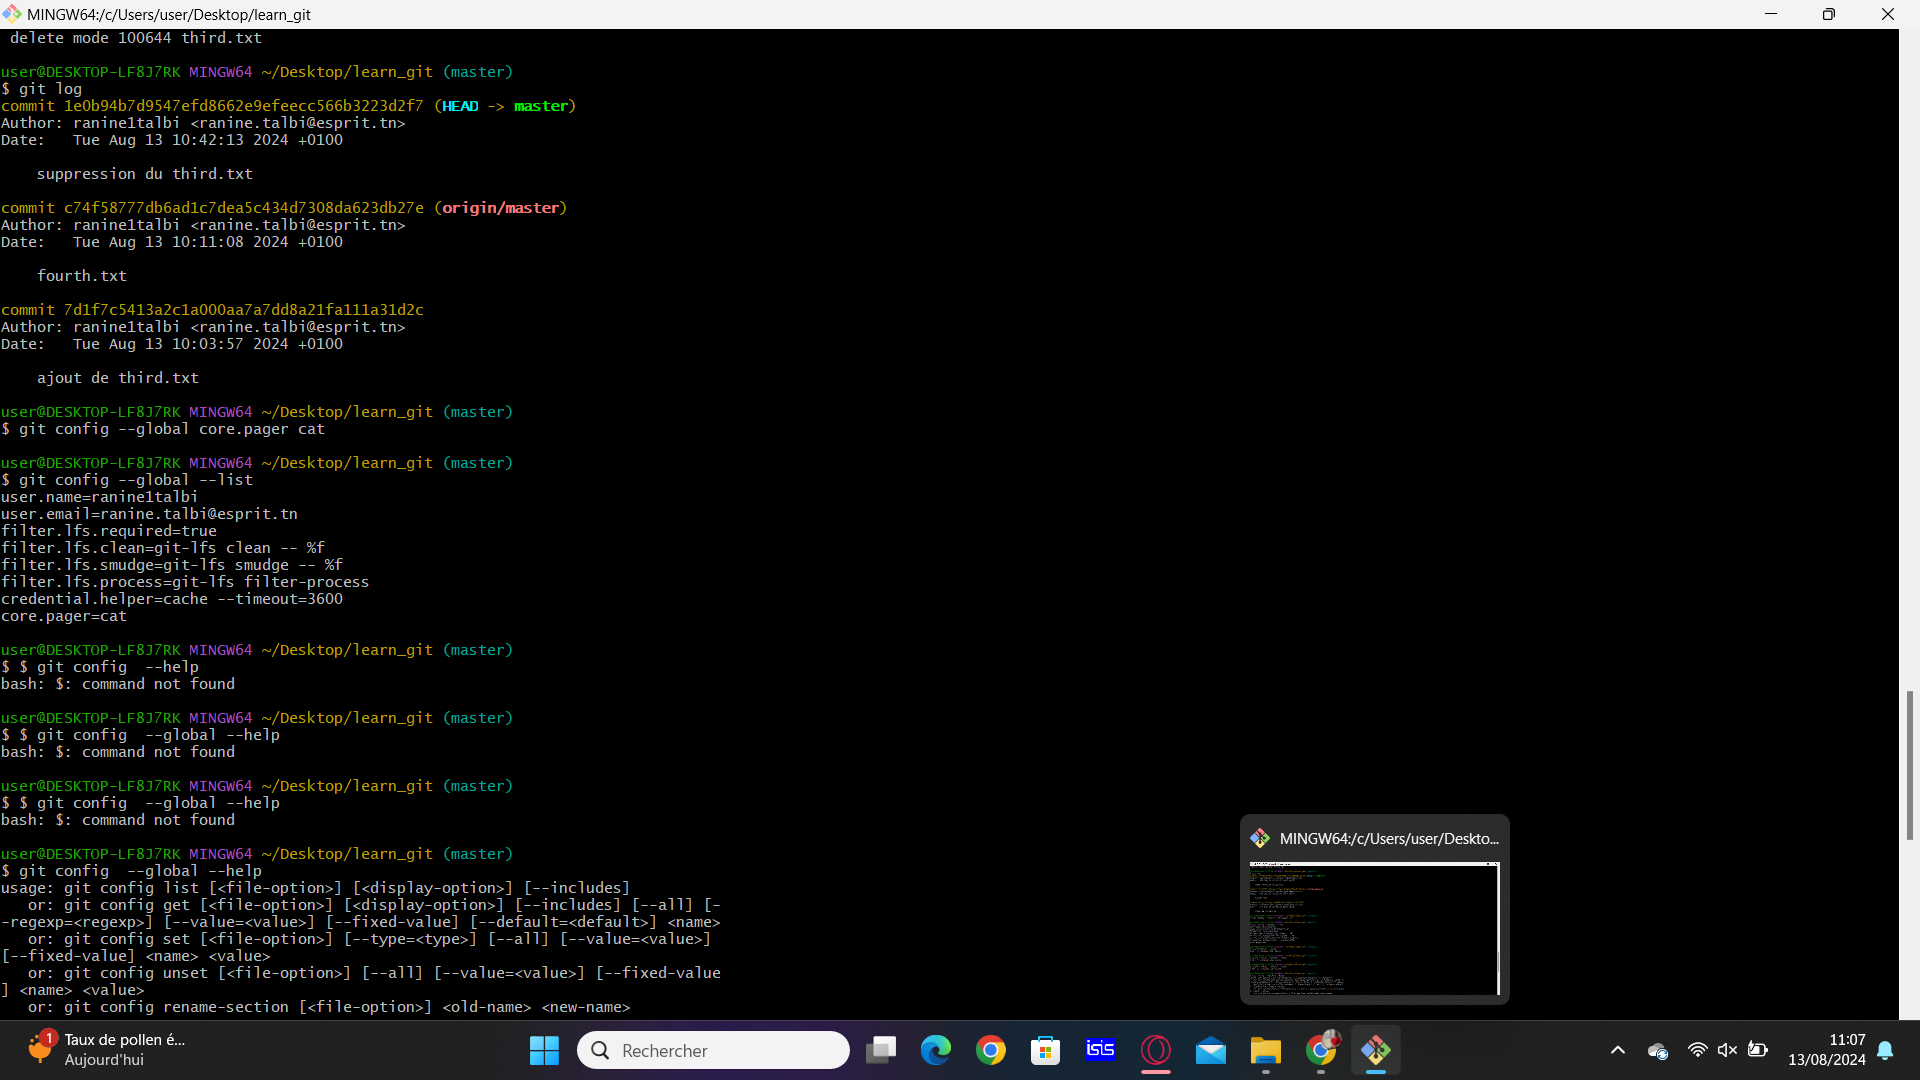 MINGW64:/c/Users/user/Desktop/learn_git
 delete mode 100644 third.txt
user@DESKTOP-LF8J7RK MINGW64 ~/Desktop/learn_git (master)
$ git log
commit 1e0b94b7d9547efd8662e9efeecc566b3223d2f7 (HEAD -> master)
Author: ranine1talbi <ranine.talbi@esprit.tn>
Date:   Tue Aug 13 10:42:13 2024 +0100
    suppression du third.txt
commit c74f58777db6ad1c7dea5c434d7308da623db27e (origin/master)
Author: ranine1talbi <ranine.talbi@esprit.tn>
Date:   Tue Aug 13 10:11:08 2024 +0100
    fourth.txt
commit 7d1f7c5413a2c1a000aa7a7dd8a21fa111a31d2c
Author: ranine1talbi <ranine.talbi@esprit.tn>
Date:   Tue Aug 13 10:03:57 2024 +0100
    ajout de third.txt
user@DESKTOP-LF8J7RK MINGW64 ~/Desktop/learn_git (master)
$ git config --global core.pager cat
user@DESKTOP-LF8J7RK MINGW64 ~/Desktop/learn_git (master)
$ git config --global --list
user.name=ranine1talbi
user.email=ranine.talbi@esprit.tn
filter.lfs.required=true
filter.lfs.clean=git-lfs clean -- %f
filter.lfs.smudge=git-lfs smudge -- %f
filter.lfs.process=git-lfs filter-process
credential.helper=cache --timeout=3600
core.pager=cat
user@DESKTOP-LF8J7RK MINGW64 ~/Desktop/learn_git (master)
$ $ git config  --help
bash: $: command not found
user@DESKTOP-LF8J7RK MINGW64 ~/Desktop/learn_git (master)
$ $ git config  --global --help
bash: $: command not found
user@DESKTOP-LF8J7RK MINGW64 ~/Desktop/learn_git (master)
$ $ git config  --global --help
bash: $: command not found
user@DESKTOP-LF8J7RK MINGW64 ~/Desktop/learn_git (master)
$ git config  --global --help
usage: git config list [<file-option>] [<display-option>] [--includes]
   or: git config get [<file-option>] [<display-option>] [--includes] [--all] [-
-regexp=<regexp>] [--value=<value>] [--fixed-value] [--default=<default>] <name>
   or: git config set [<file-option>] [--type=<type>] [--all] [--value=<value>]
[--fixed-value] <name> <value>
   or: git config unset [<file-option>] [--all] [--value=<value>] [--fixed-value
] <name> <value>
   or: git config rename-section [<file-option>] <old-name> <new-name>
MINGW64:/c/Users/user/Deskto...
1
Taux de pollen é...
Aujourd'hui
Rechercher
isis
11:07
13/08/2024